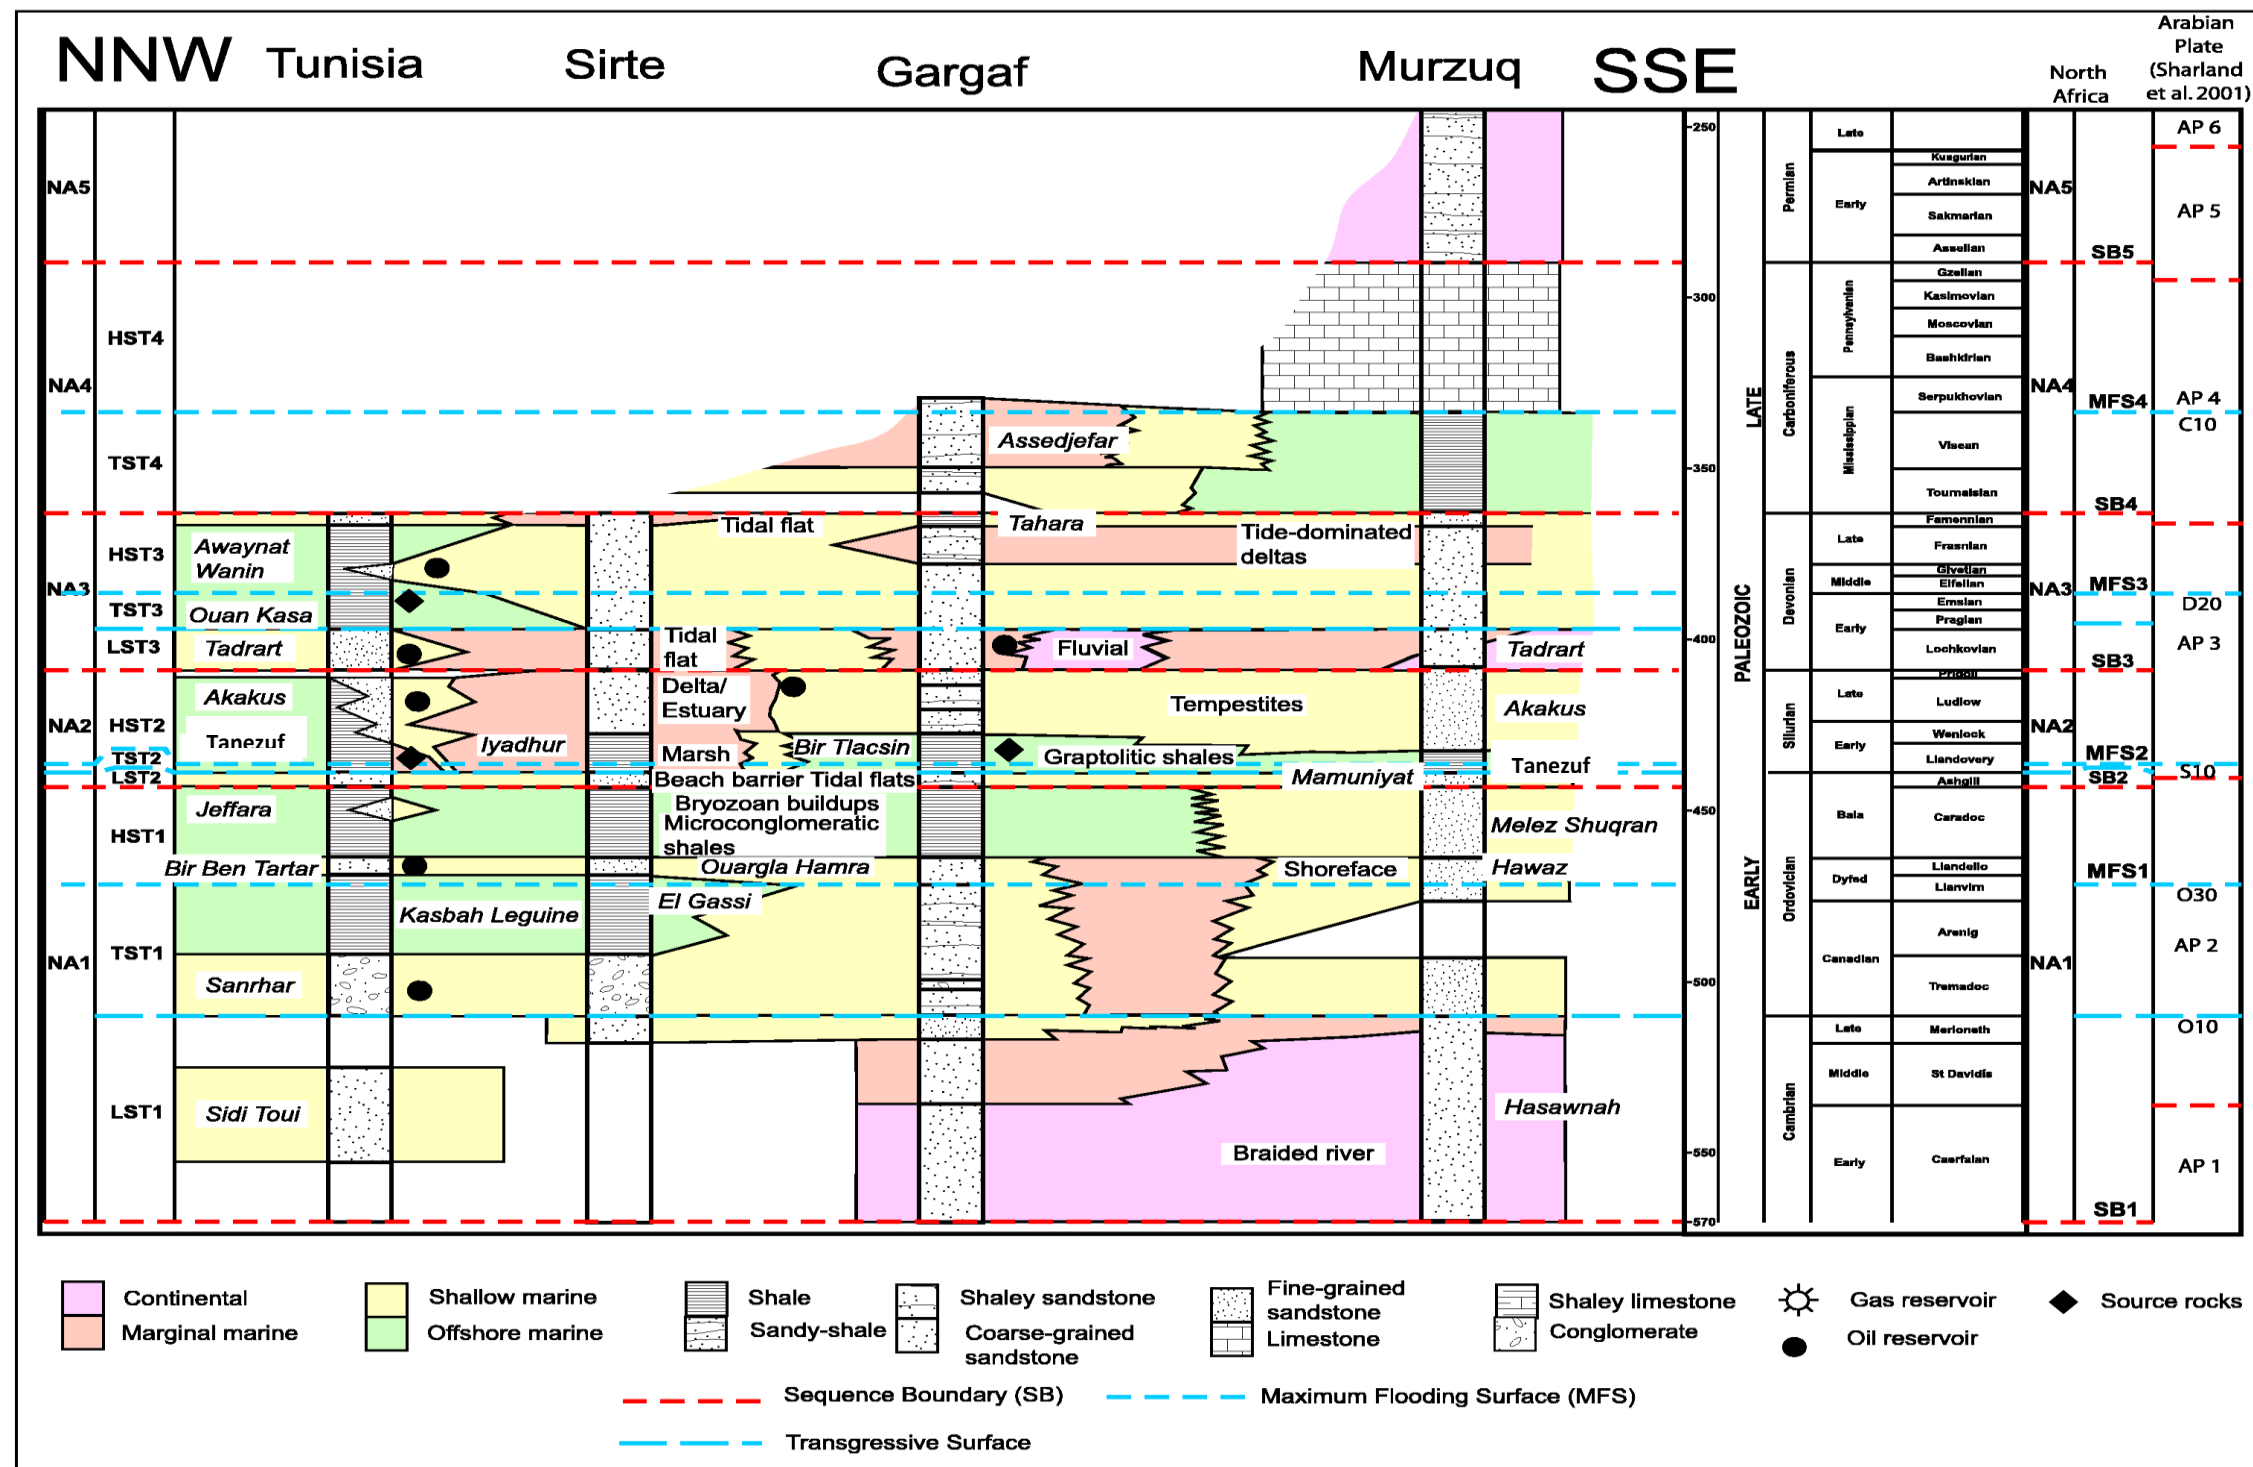 NNW Tunisia Sirte Gargaf Murzuq SSE
North
Africa
Arabian
Plate
(Sharland
et al. 2001)
NA5
NA4
HST4
TST4
NA3
HST3
TST3
LST3
NA2
HST2
TST2
LST2
NA1
HST1
TST1
LST1
Awaynat
Wanin
Ouan Kasa
Tadrart
Akakus
Tanezuf
Jeffara
Bir Ben Tartar
Kasbah Leguine
Sanrhar
Sidi Toui
Iyadhur
Tidal flat
Tidal
flat
Delta/
Estuary
Marsh
Beach barrier Tidal flats
Bryozoan buildups
Microconglomeratic
shales
Ouargla Hamra
El Gassi
Bir Tlacsin
Assedjefar
Tahara
Tide-dominated
deltas
Fluvial
Tempestites
Graptolitic shales
Mamuniyat
Shoreface
Braided river
Tadrart
Akakus
Tanezuf
Melez Shuqran
Hawaz
Hasawnah
-250
-300
-350
-400
-450
-500
-550
-570
PALEOZOIC
LATE
EARLY
Permian
Late
Early
Kusgurian
Artinskian
Sakmarian
Asselian
Carboniferous
Pennsylvanian
Mississippian
Gzelian
Kasimovian
Moscovian
Bashkirian
Serpukhovian
Visean
Tournaisian
Devonian
Late
Middle
Early
Famennian
Frasnian
Givetian
Eifelian
Emsian
Pragian
Lochkovian
Silurian
Late
Early
Pridoli
Ludlow
Wenlock
Llandovery
Ordovician
Bala
Dyfed
Canadian
Ashgill
Caradoc
Llandello
Llanvirn
Arenig
Tremadoc
Cambrian
Late
Middle
Early
Merioneth
St Davidis
Caerfaian
NA5
NA4
NA3
NA2
NA1
SB5
MFS4
SB4
MFS3
SB3
MFS2
SB2
MFS1
SB1
AP 6
AP 5
AP 4
C10
D20
AP 3
S10
O30
AP 2
O10
AP 1
Continental
Marginal marine
Shallow marine
Offshore marine
Shale
Sandy-shale
Shaley sandstone
Coarse-grained
sandstone
Fine-grained
sandstone
Limestone
Shaley limestone
Conglomerate
Gas reservoir
Oil reservoir
Source rocks
Sequence Boundary (SB)
Maximum Flooding Surface (MFS)
Transgressive Surface